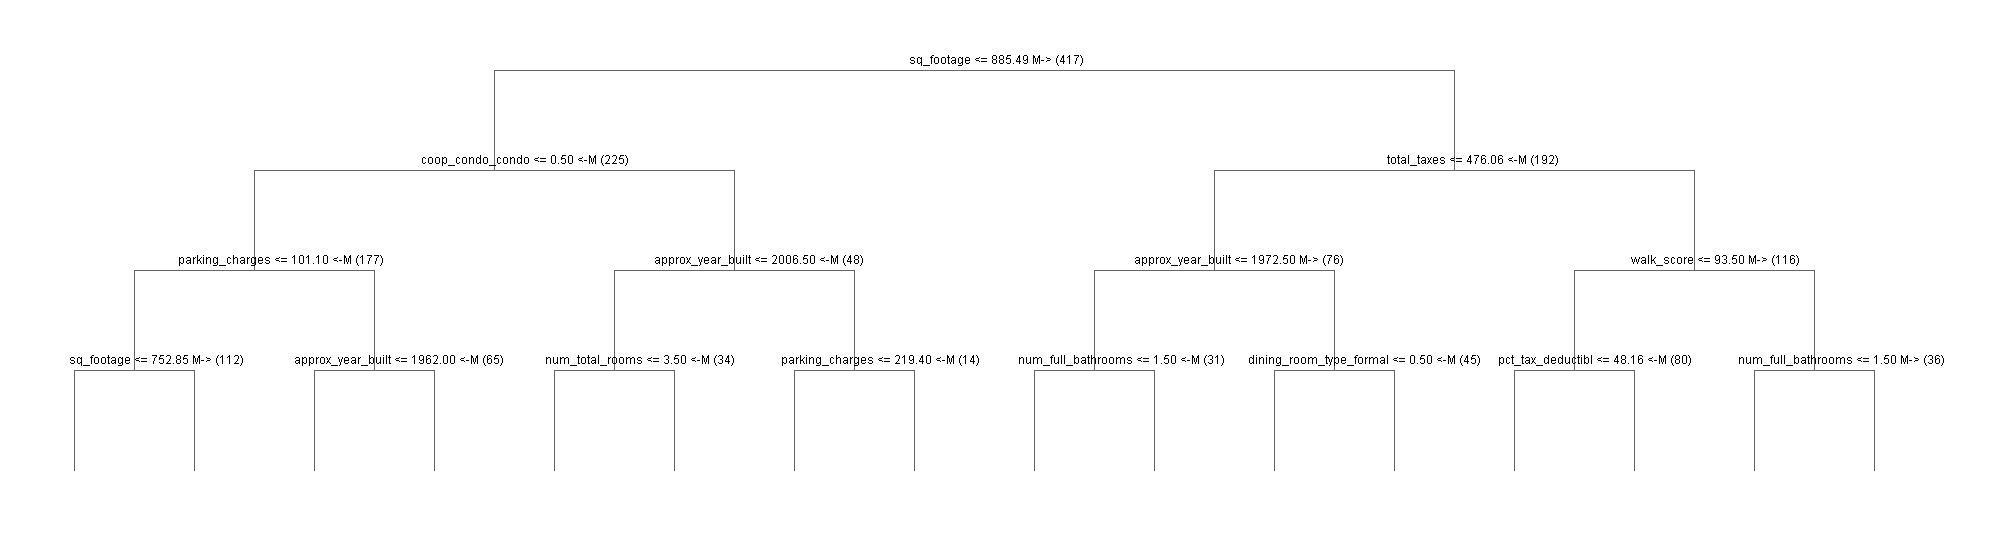 sq_footage <= 885.49 M-> (417)
coop_condo_condo <= 0.50 <-M (225)
total_taxes <= 476.06 <-M (192)
parking_charges <= 101.10 <-M (177)
approx_year_built <= 2006.50 <-M (48)
approx_year_built <= 1972.50 M-> (76)
walk_score <= 93.50 M-> (116)
sq_footage <= 752.85 M-> (112)
approx_year_built <= 1962.00 <-M (65)
num_total_rooms <= 3.50 <-M (34)
parking_charges <= 219.40 <-M (14)
num_full_bathrooms <= 1.50 <-M (31)
dining_room_type_formal <= 0.50 <-M (45)
pct_tax_deductibl <= 48.16 <-M (80)
num_full_bathrooms <= 1.50 M-> (36)